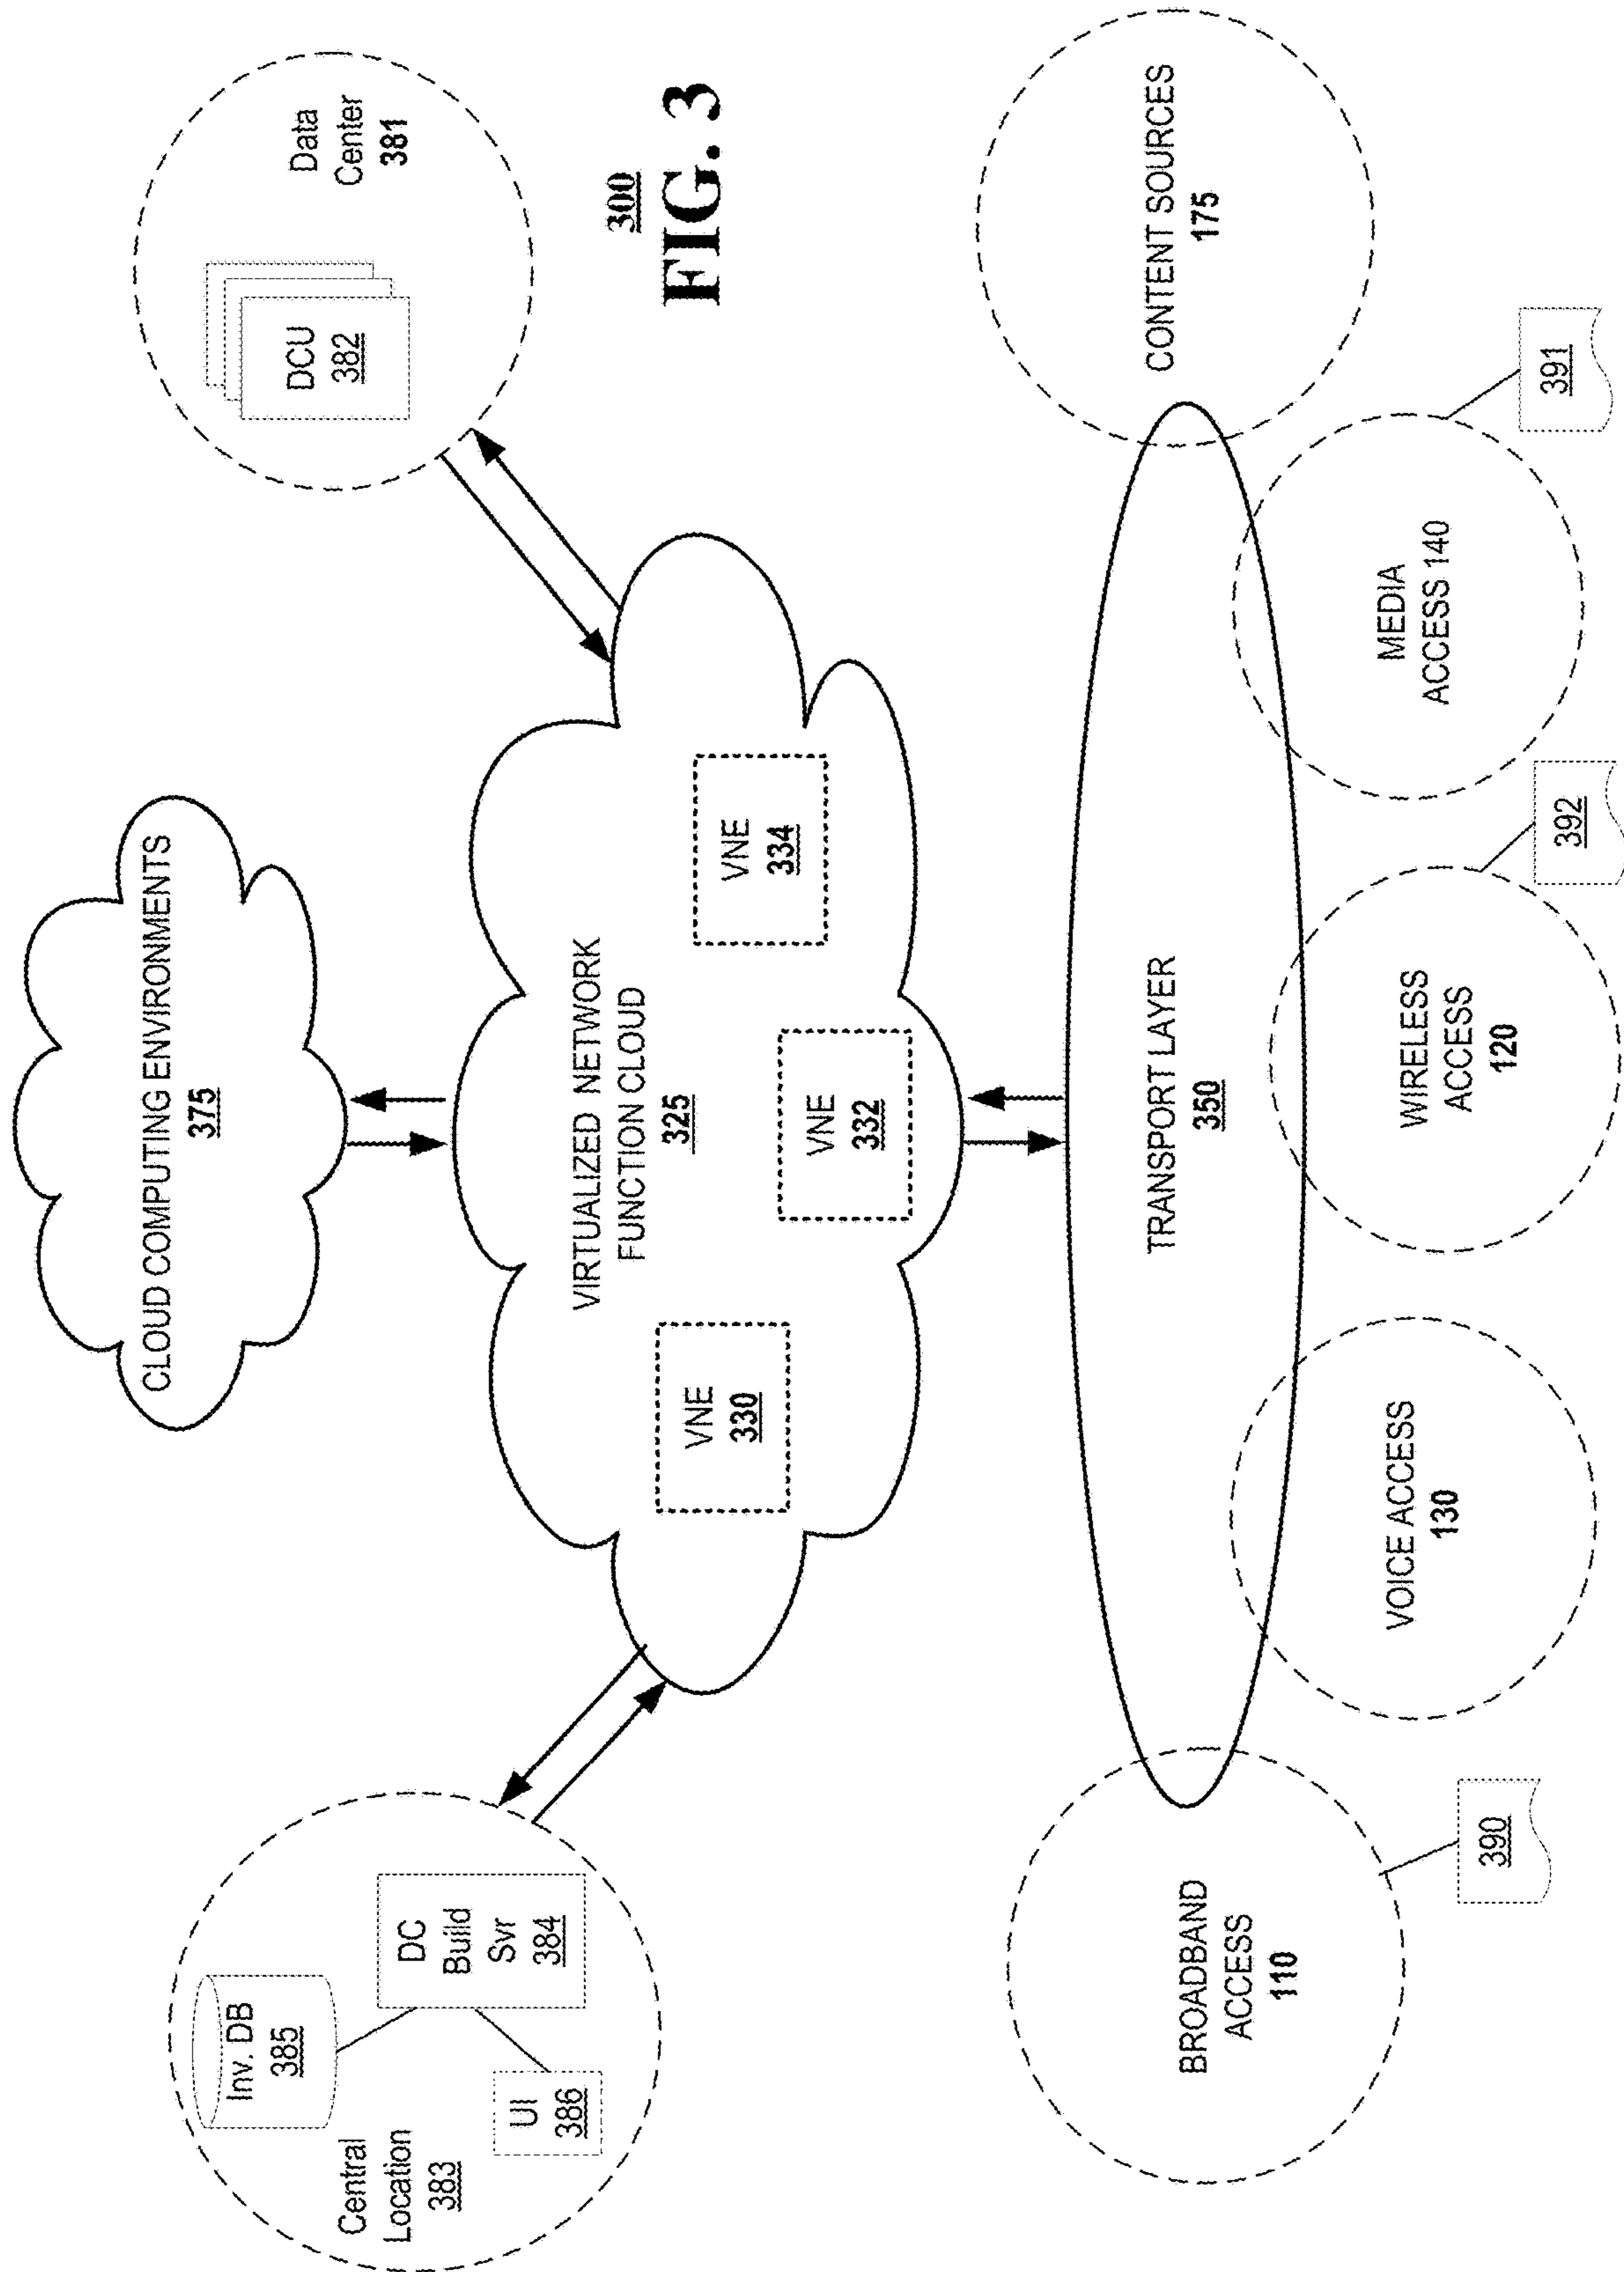 CLOUD COMPUTING ENVIRONMENTS
375
Inv. DB
385
DC
Build
Svr
384
UI
386
Central
Location
383
VIRTUALIZED NETWORK
FUNCTION CLOUD
325
VNE
330
VNE
332
VNE
334
DCU
382
Data
Center
381
300
FIG. 3
TRANSPORT LAYER
350
BROADBAND
ACCESS
110
VOICE ACCESS
130
WIRELESS
ACCESS
120
MEDIA
ACCESS 140
CONTENT SOURCES
175
390
392
391